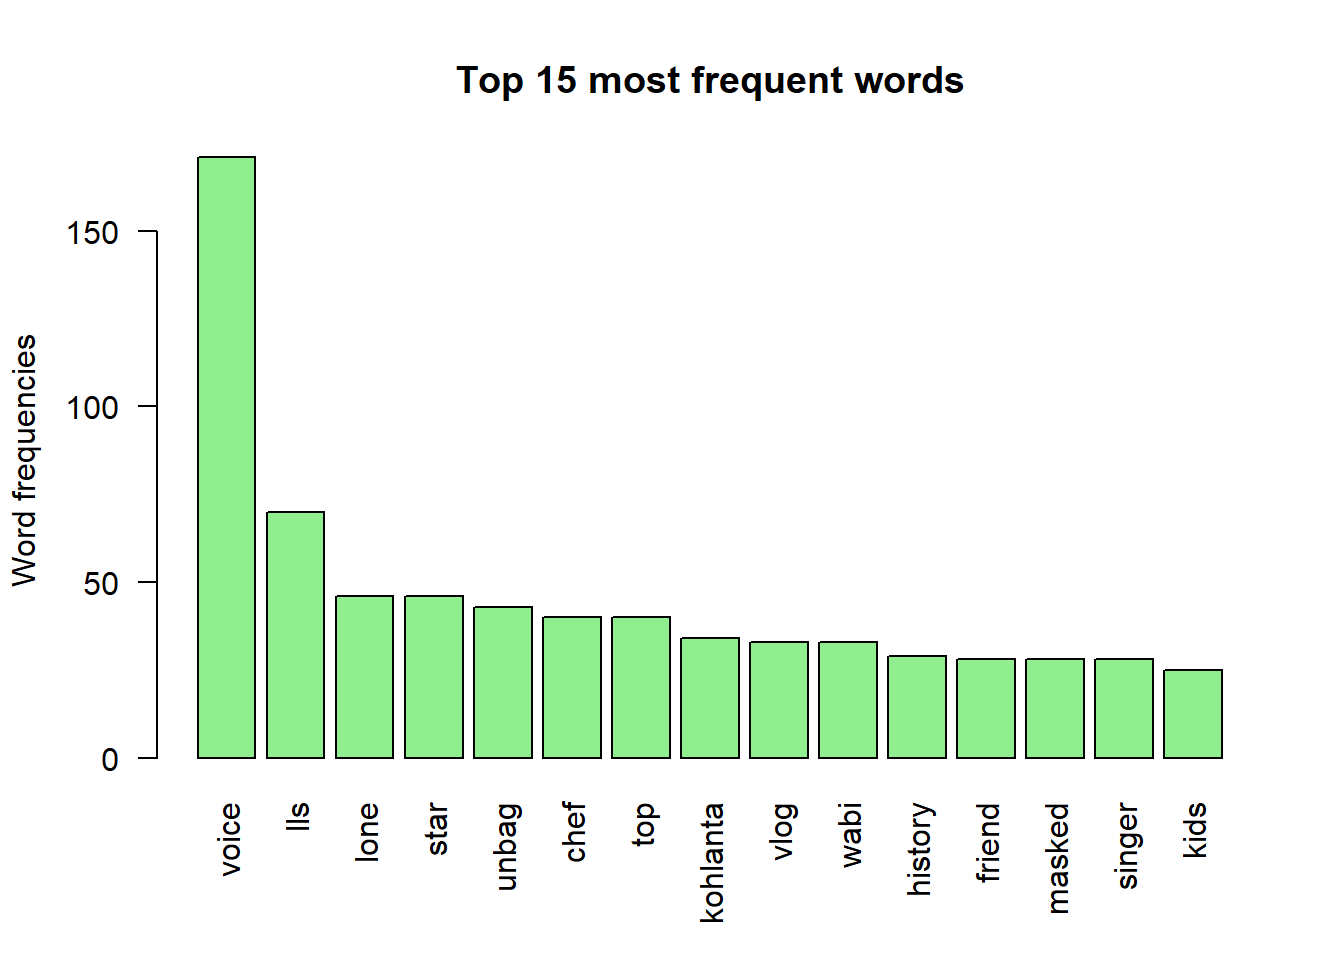 Top 15 most frequent words
Word frequencies
150
100
50
0
voice
lls
lone
star
unbag
chef
top
kohlanta
vlog
wabi
history
friend
masked
singer
kids